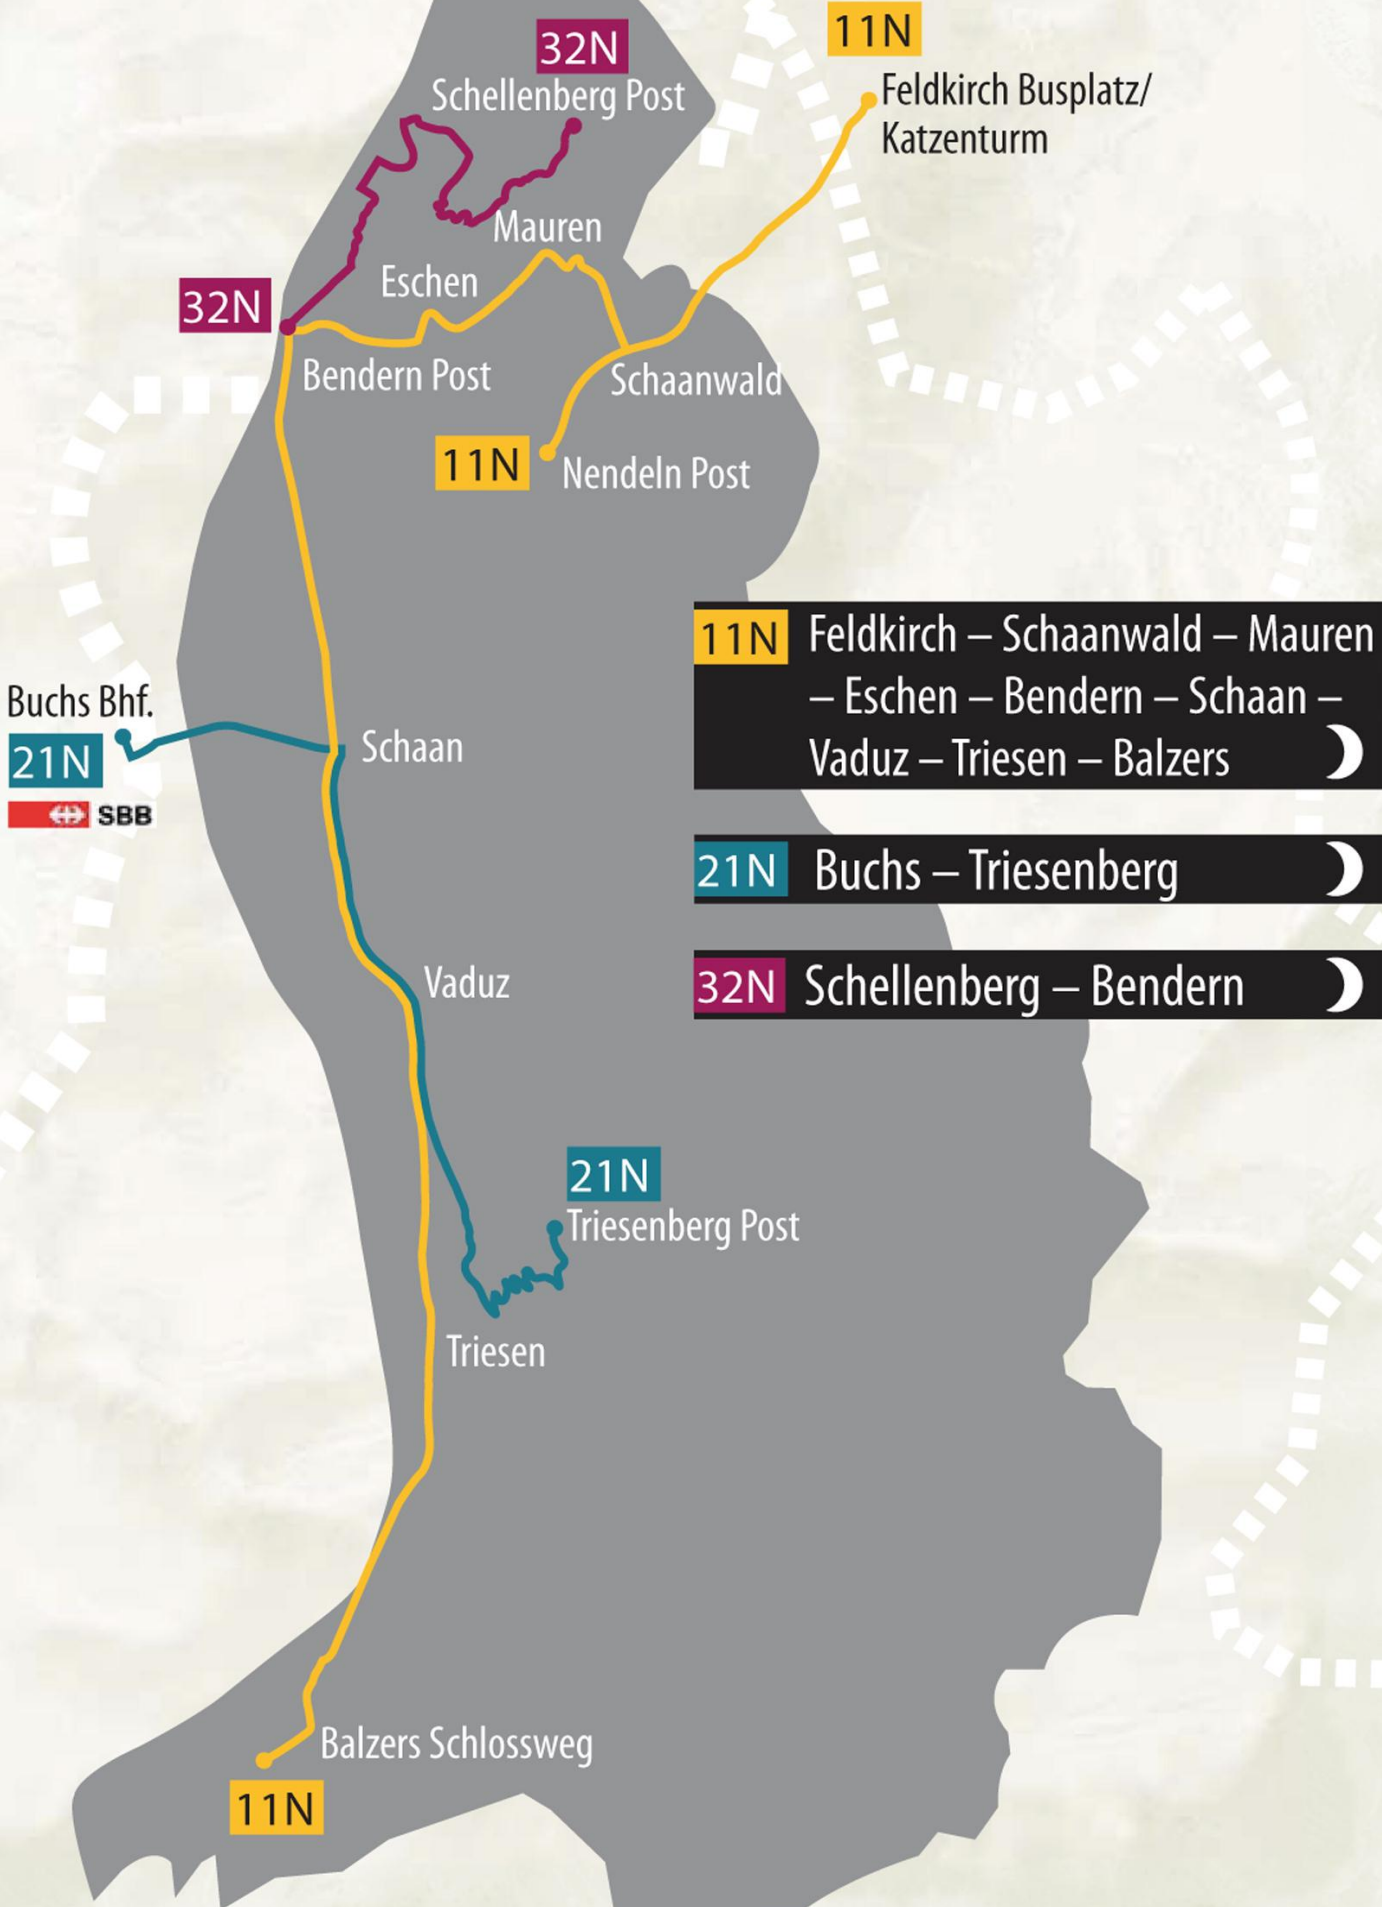 32N
Schellenberg Post
11N
Feldkirch Busplatz/
Katzenturm
Mauren
Eschen
32N
Bendern Post
Schaanwald
11N
Nendeln Post
11N Feldkirch – Schaanwald – Mauren
– Eschen – Bendern – Schaan –
Vaduz – Triesen – Balzers
Buchs Bhf.
21N
SBB
Schaan
21N Buchs – Triesenberg
Vaduz
32N Schellenberg – Bendern
21N
Triesenberg Post
Triesen
Balzers Schlossweg
11N